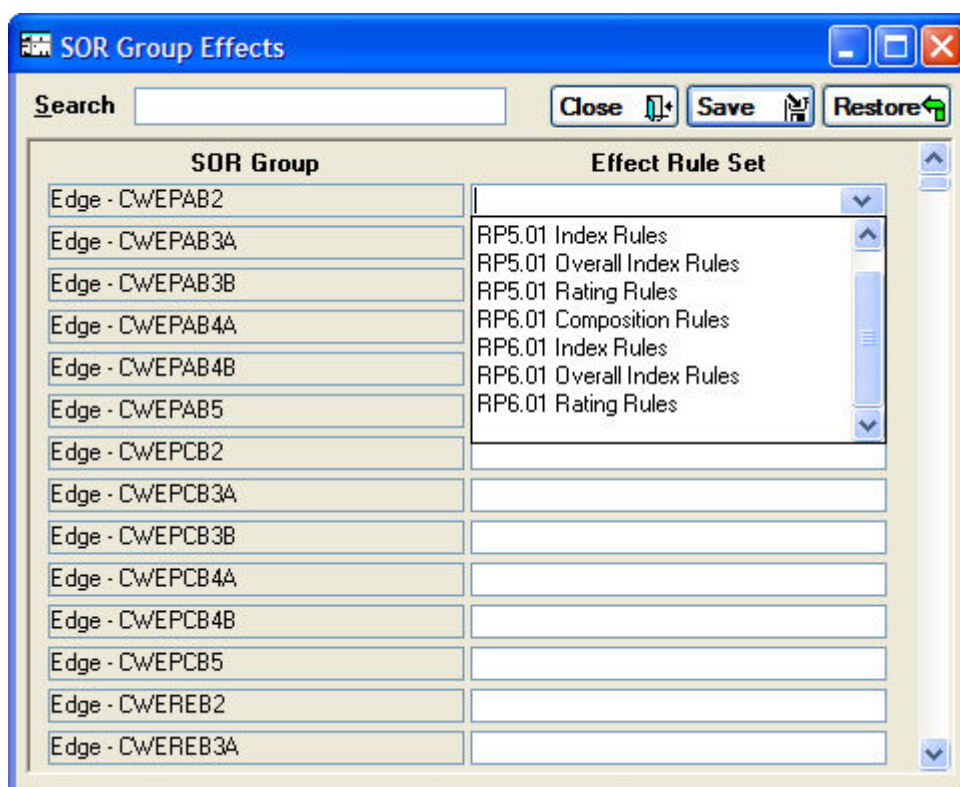 SOR Group Effects
Search
Close
Save
Restore
SOR Group
Effect Rule Set
Edge - CWEPAB2
Edge - CWEPAB3A
RP5.01 Index Rules
RP5.01 Overall Index Rules
Edge - CWEPAB3B
RP5.01 Rating Rules
Edge - CWEPAB4A
RP6.01 Composition Rules
RP6.01 Index Rules
Edge - CWEPAB4B
RP6.01 Overall Index Rules
Edge - CWEPAB5
RP6.01 Rating Rules
Edge - CWEPCB2
Edge - CWEPCB3A
Edge - CWEPCB3B
Edge - CWEPCB4A
Edge - CWEPCB4B
Edge - CWEPCB5
Edge - CWEREB2
Edge - CWEREB3A